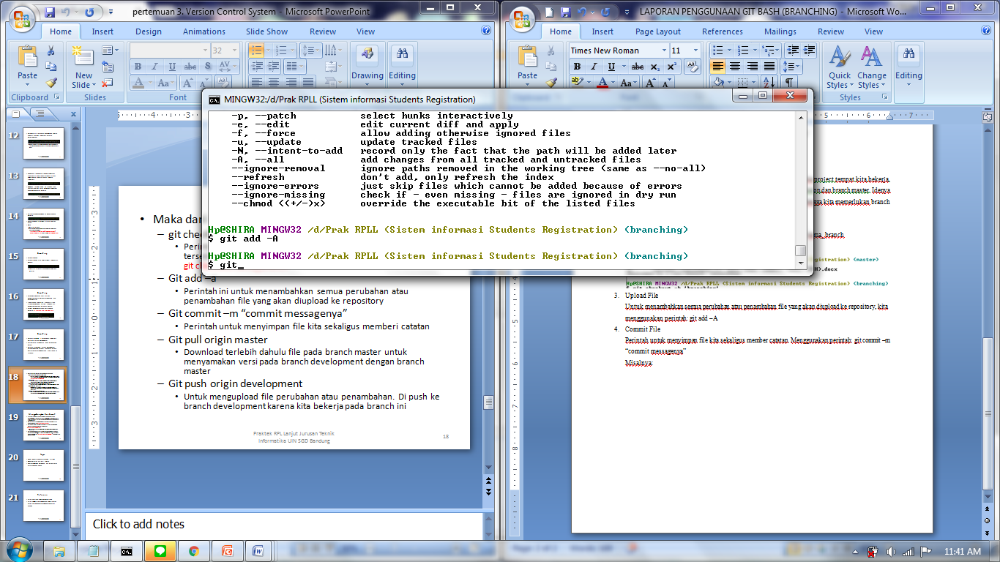 pertemuan 3. Version Control System - Microsoft PowerPoint
Home Insert Design Animations Slide Show Review View
32
Paste
New
Slide
Drawing
Editing
Clipboard
Slides
Font
12
13
14
15
16
17
18
19
20
21
• Maka dar
– git che
• Perin
terse
git c
– Git add –a
• Perintah ini untuk menambahkan semua perubahan atau
penambahan file yang akan diupload ke repository
– Git commit –m “commit messagenya”
• Perintah untuk menyimpan file kita sekaligus memberi catatan
– Git pull origin master
• Download terlebih dahulu file pada branch master untuk
menyamakan versi pada branch development dengan branch
master
– Git push origin development
• Untuk mengupload file perubahan atau penambahan. Di push ke
branch development karena kita bekerja pada branch ini
Praktek RPL Lanjut Jurusan Teknik
Informatika UIN SGD Bandung
18
Click to add notes
MINGW32:/d/Prak RPLL (Sistem informasi Students Registration)
-p, --patch select hunks interactively
-e, --edit edit current diff and apply
-f, --force allow adding otherwise ignored files
-u, --update update tracked files
-N, --intent-to-add record only the fact that the path will be added later
-A, --all add changes from all tracked and untracked files
--ignore-removal ignore paths removed in the working tree (same as --no-all)
--refresh don't add, only refresh the index
--ignore-errors just skip files which cannot be added because of errors
--ignore-missing check if - even missing - files are ignored in dry run
--chmod <(+/-)x> override the executable bit of the listed files
Hp@SHIRA MINGW32 /d/Prak RPLL (Sistem informasi Students Registration) (branching)
$ git add -A
Hp@SHIRA MINGW32 /d/Prak RPLL (Sistem informasi Students Registration) (branching)
$ git_
LAPORAN PENGGUNAAN GIT BASH (BRANCHING) - Microsoft Wo...
Home Insert Page Layout References Mailings Review View
Times New Roman 11
Paste
Quick
Styles
Change
Styles
Editing
Styles
project tempat kita bekerja.
on dan branch master. Idenya
ga kita memerlukan branch
ma_branch
gistration) (master)
H).docx
Hp@SHIRA MINGW32 /d/Prak RPLL (Sistem informasi Students Registration) (branching)
3. Upload File
Untuk menambahkan semua perubahan atau penambahan file yang akan diupload ke repository, kita
menggunakan perintah: git add –A
4. Commit File
Perintah untuk menyimpan file kita sekaligus member catatan. Menggunakan perintah: git commit –m
“commit messagenya”
Misalnya:
11:41 AM